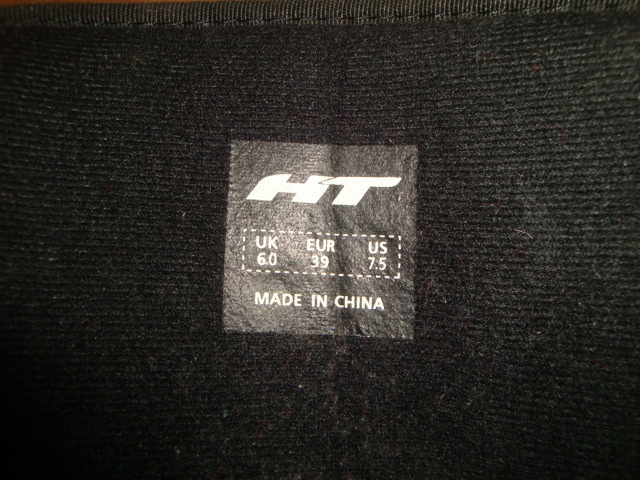 HT
UK EUR US
6.0 39 7.5
MADE IN CHINA